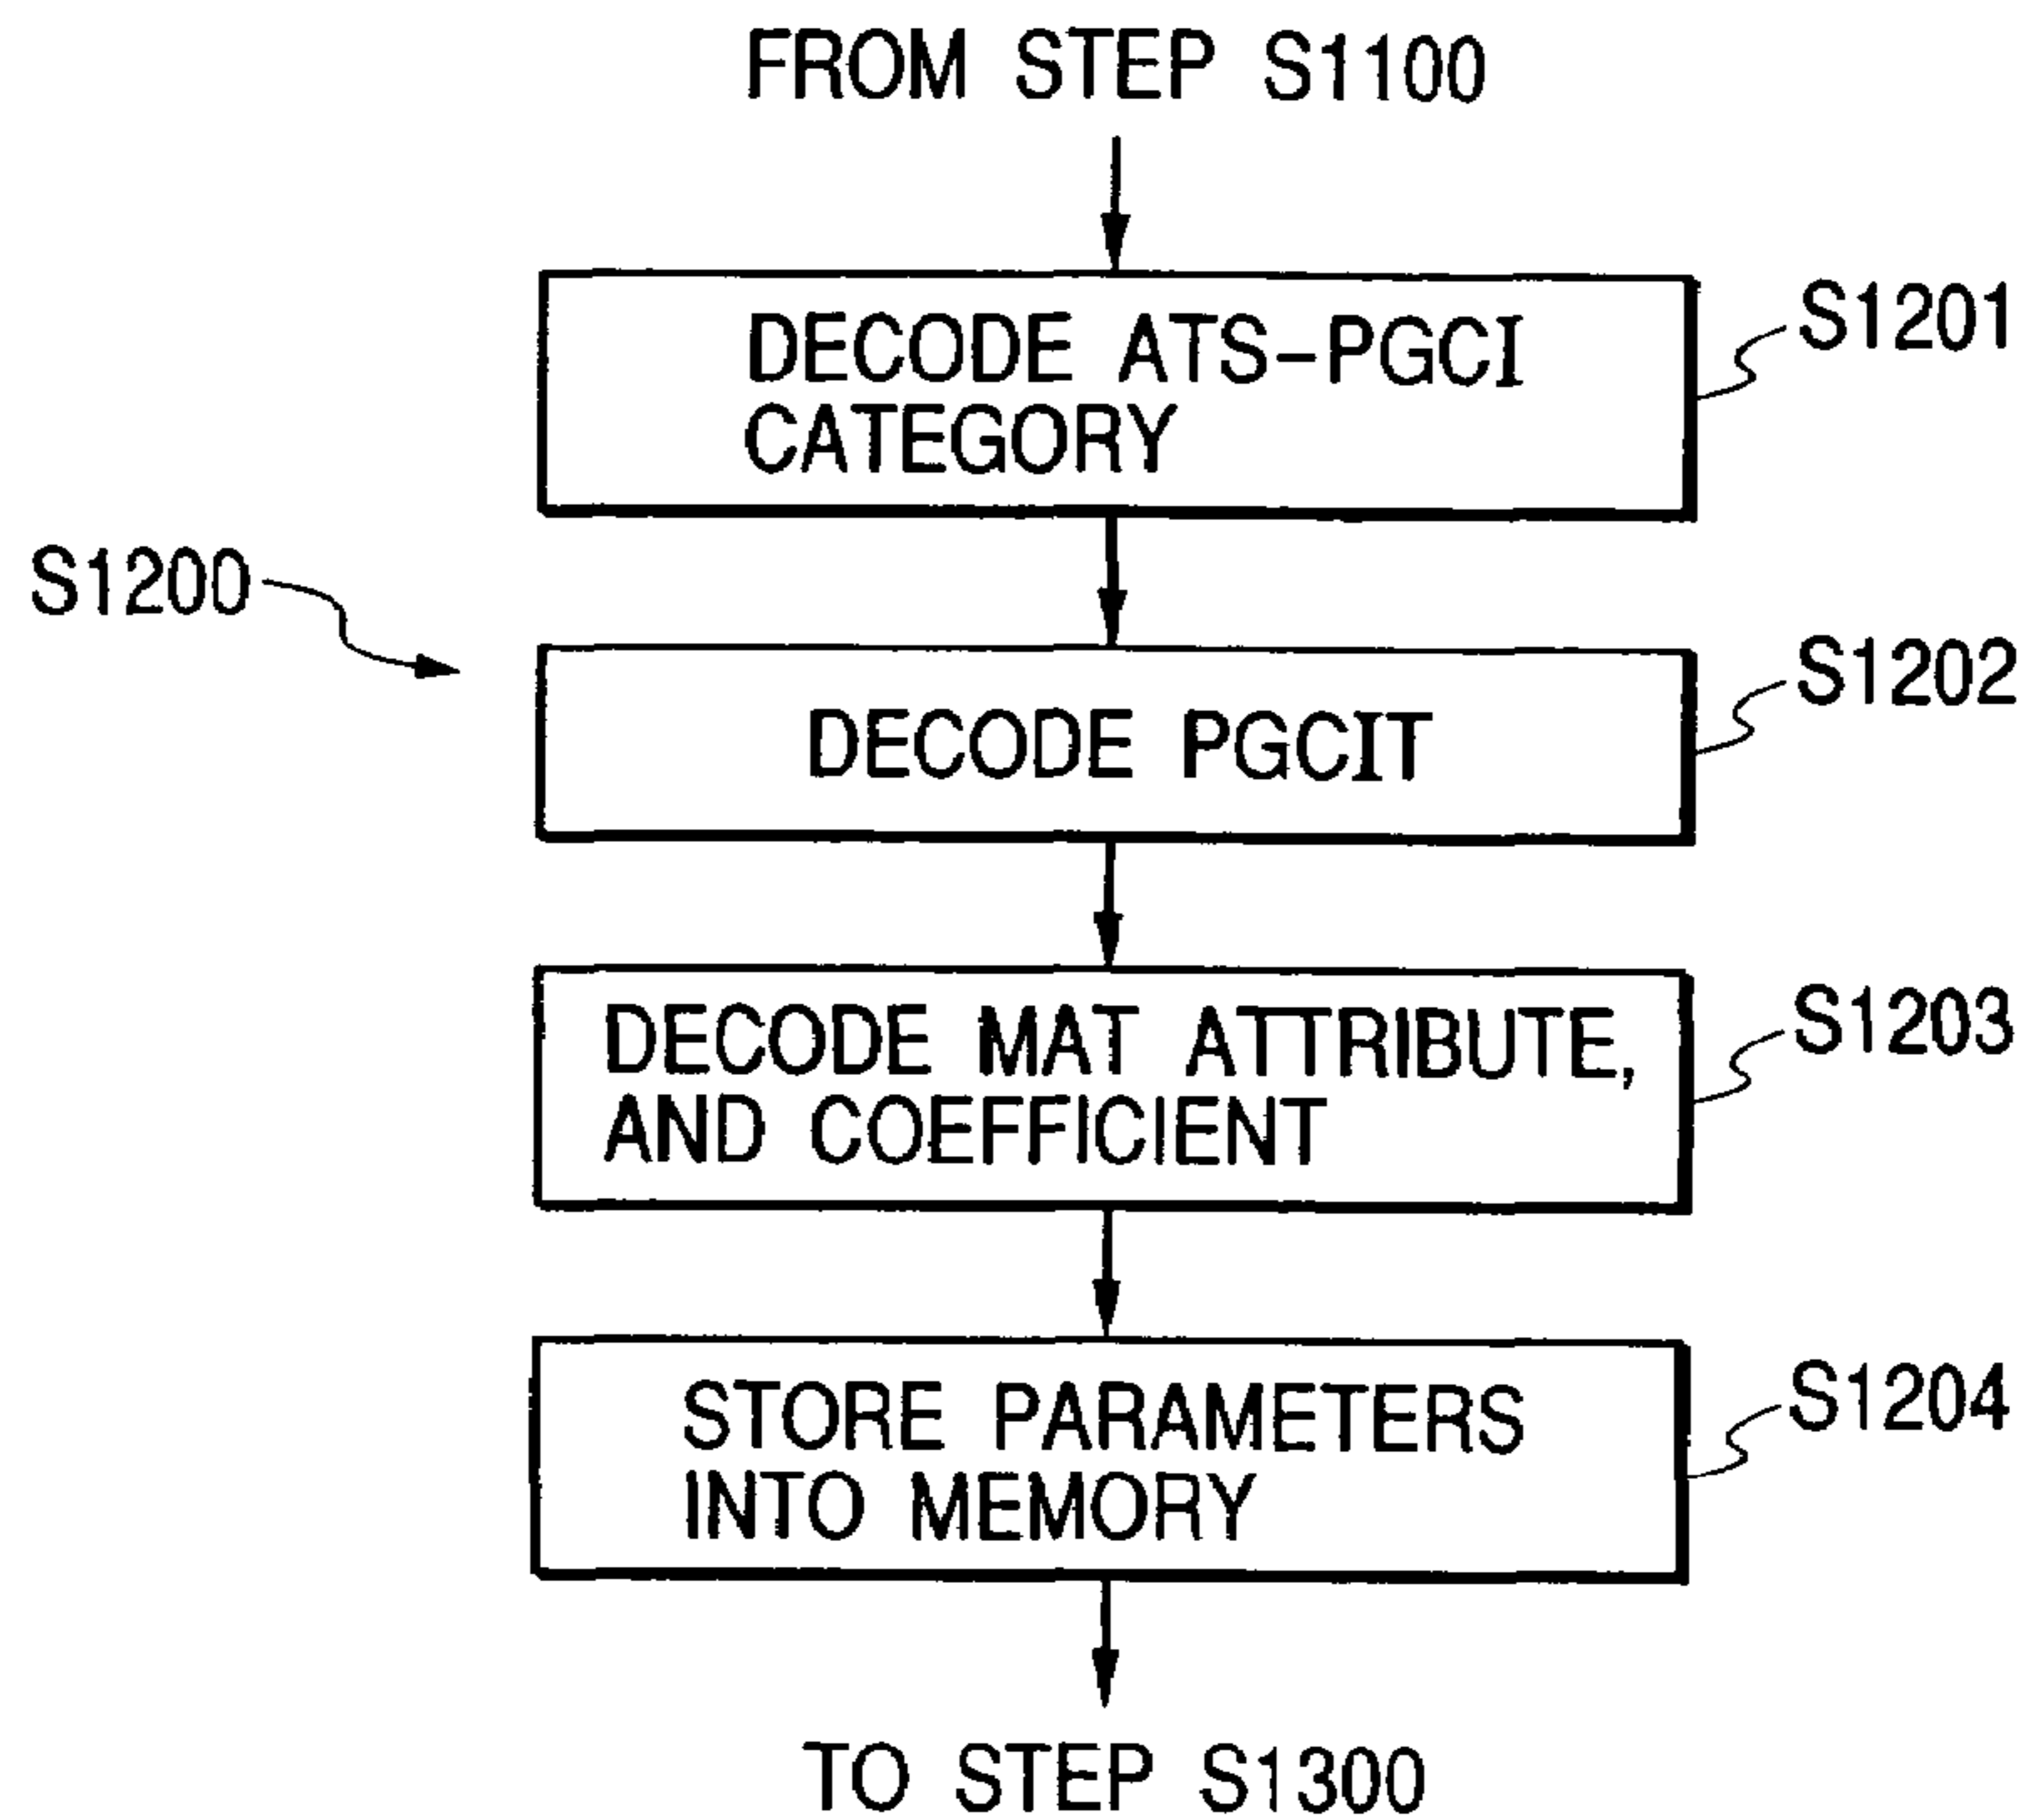 FROM STEP S1100
DECODE ATS-PGCI
CATEGORY
S1201
S1200
DECODE PGCIT
S1202
DECODE MAT ATTRIBUTE,
AND COEFFICIENT
S1203
STORE PARAMETERS
INTO MEMORY
S1204
TO STEP S1300